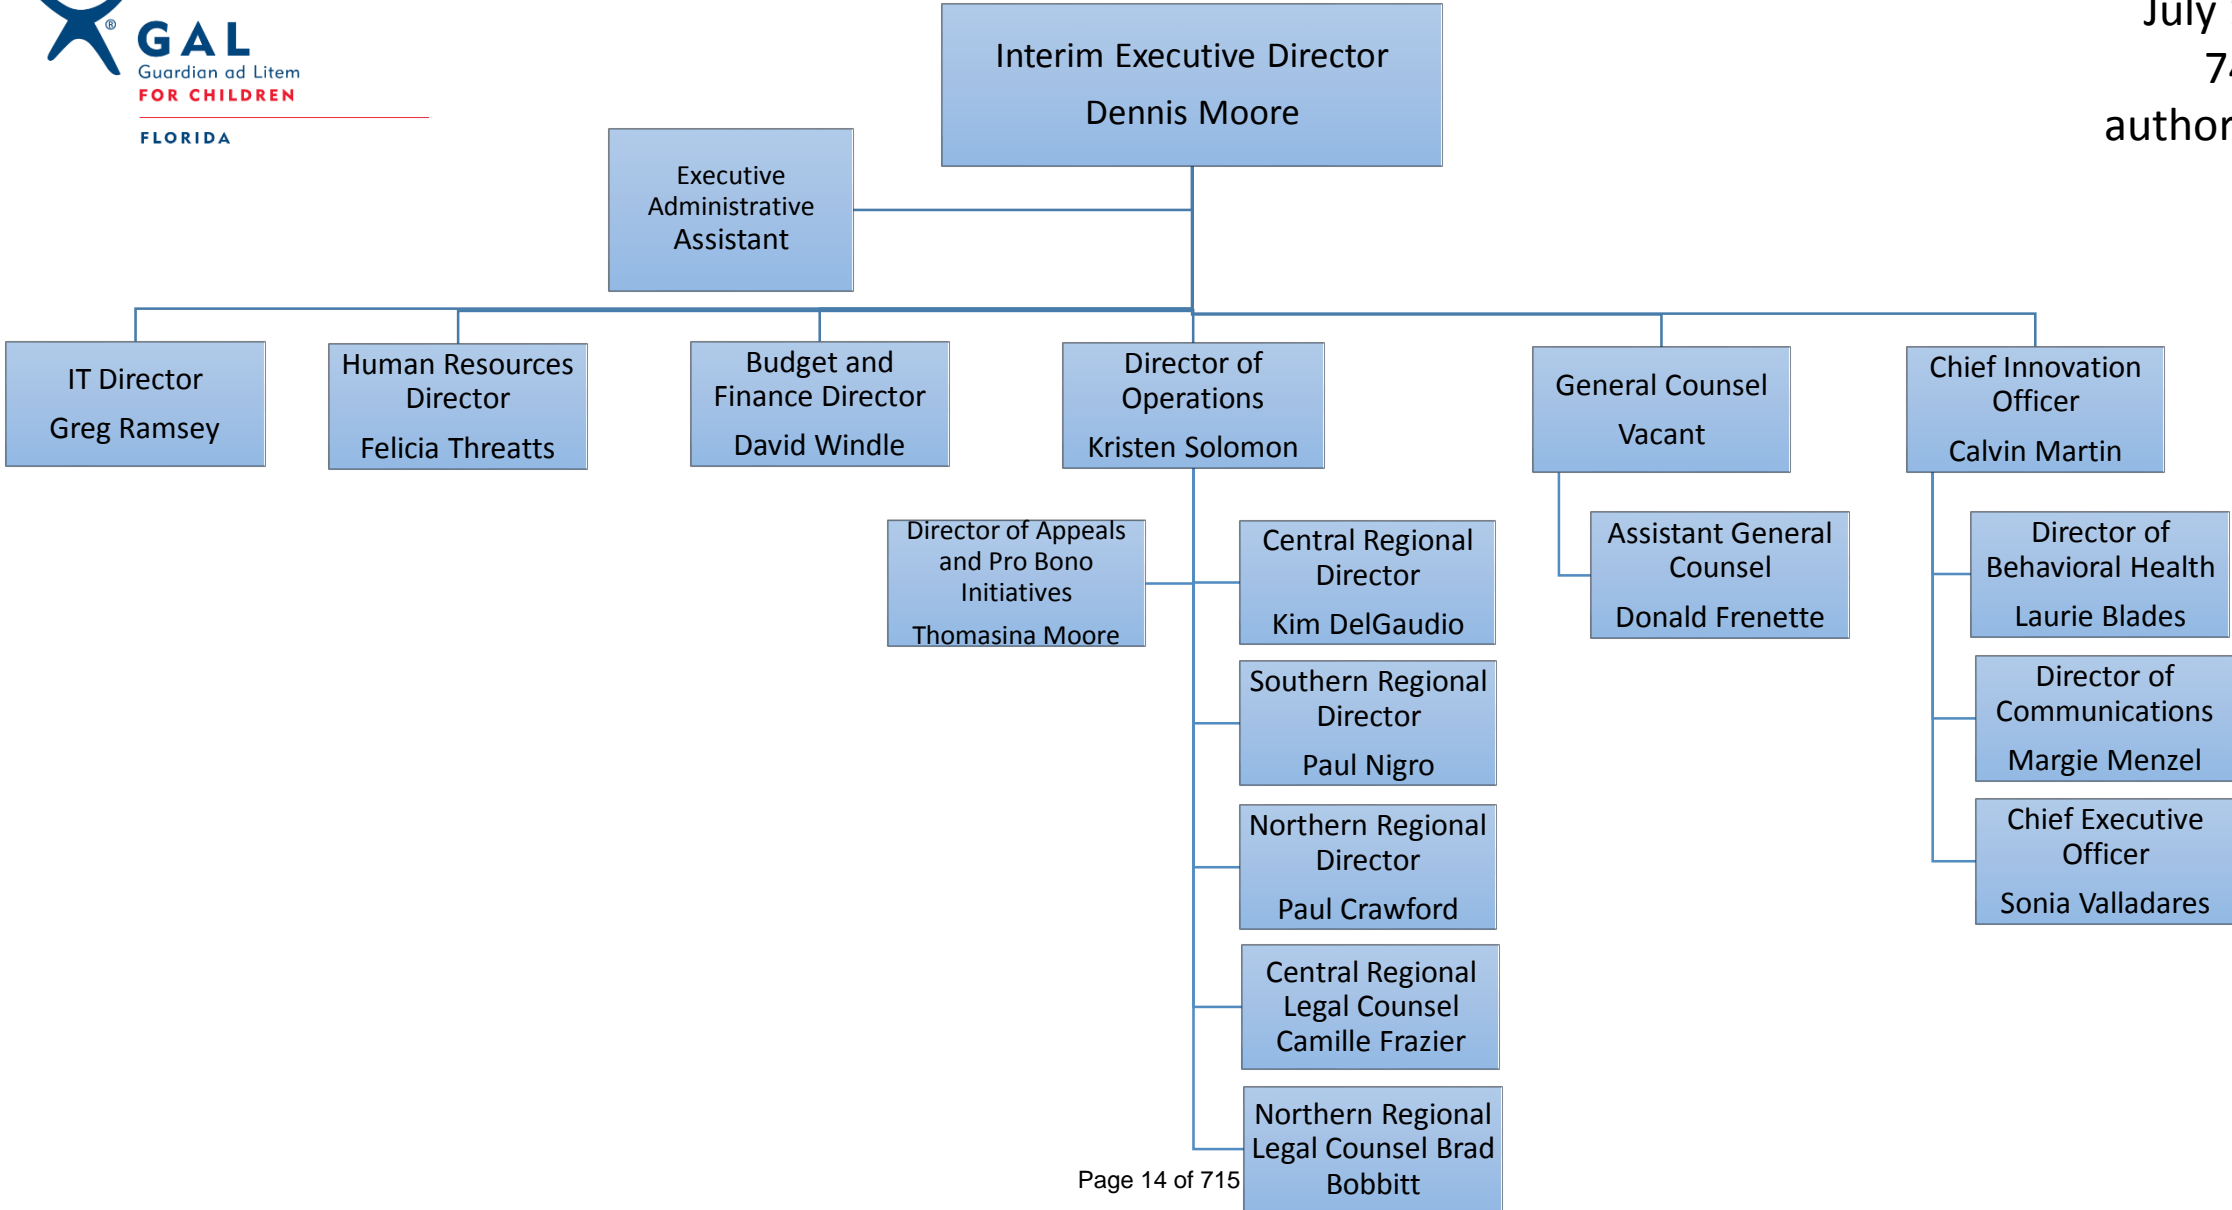 ®
GAL
Guardian ad Litem
FOR CHILDREN
FLORIDA
July
74
author
Interim Executive Director
Dennis Moore
Executive
Administrative
Assistant
IT Director
Greg Ramsey
Human Resources
Director
Felicia Threatts
Budget and
Finance Director
David Windle
Director of
Operations
Kristen Solomon
General Counsel
Vacant
Chief Innovation
Officer
Calvin Martin
Director of Appeals
and Pro Bono
Initiatives
Thomasina Moore
Central Regional
Director
Kim DelGaudio
Southern Regional
Director
Paul Nigro
Northern Regional
Director
Paul Crawford
Central Regional
Legal Counsel
Camille Frazier
Northern Regional
Legal Counsel Brad
Bobbitt
Assistant General
Counsel
Donald Frenette
Director of
Behavioral Health
Laurie Blades
Director of
Communications
Margie Menzel
Chief Executive
Officer
Sonia Valladares
Page 14 of 715